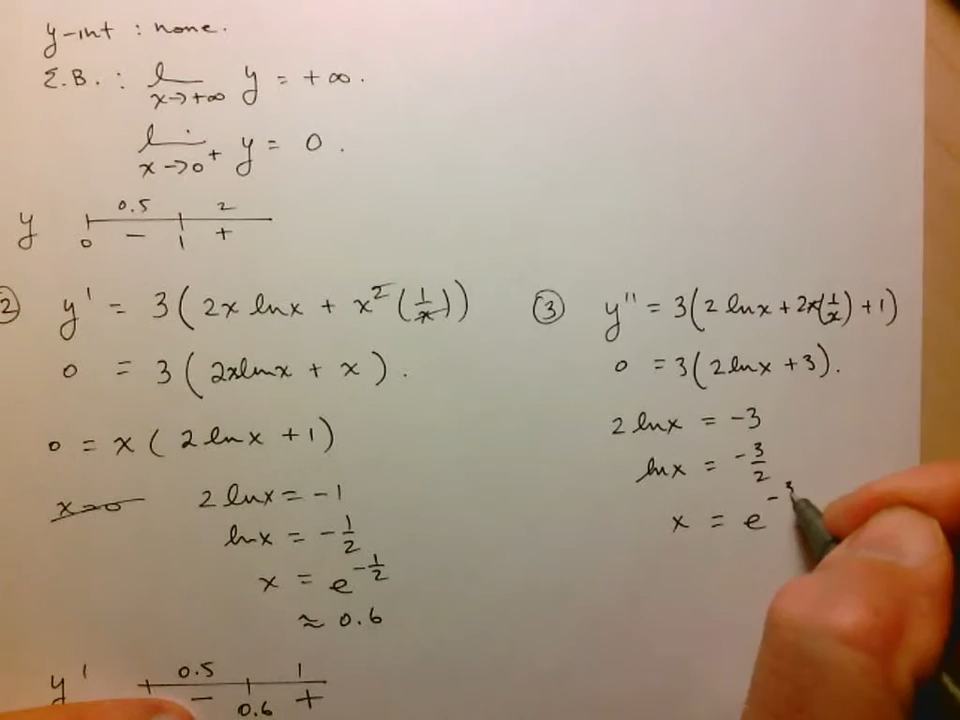 y-int : none.
E.B. : lim x→+∞ y = +∞.
lim x→0⁺ y = 0.
y 0.5 2
0 − 1 +
② y' = 3(2x lnx + x²(1/x))
0 = 3(2xlnx + x).
0 = x(2lnx +1)
x=0 2lnx = -1
lnx = -1/2
x = e^{-1/2}
≈ 0.6
y' 0.5 1
− 0.6 +
③ y'' = 3(2lnx + 2x(1/x) +1)
0 = 3(2lnx +3).
2lnx = -3
lnx = -3/2
x = e^{-3